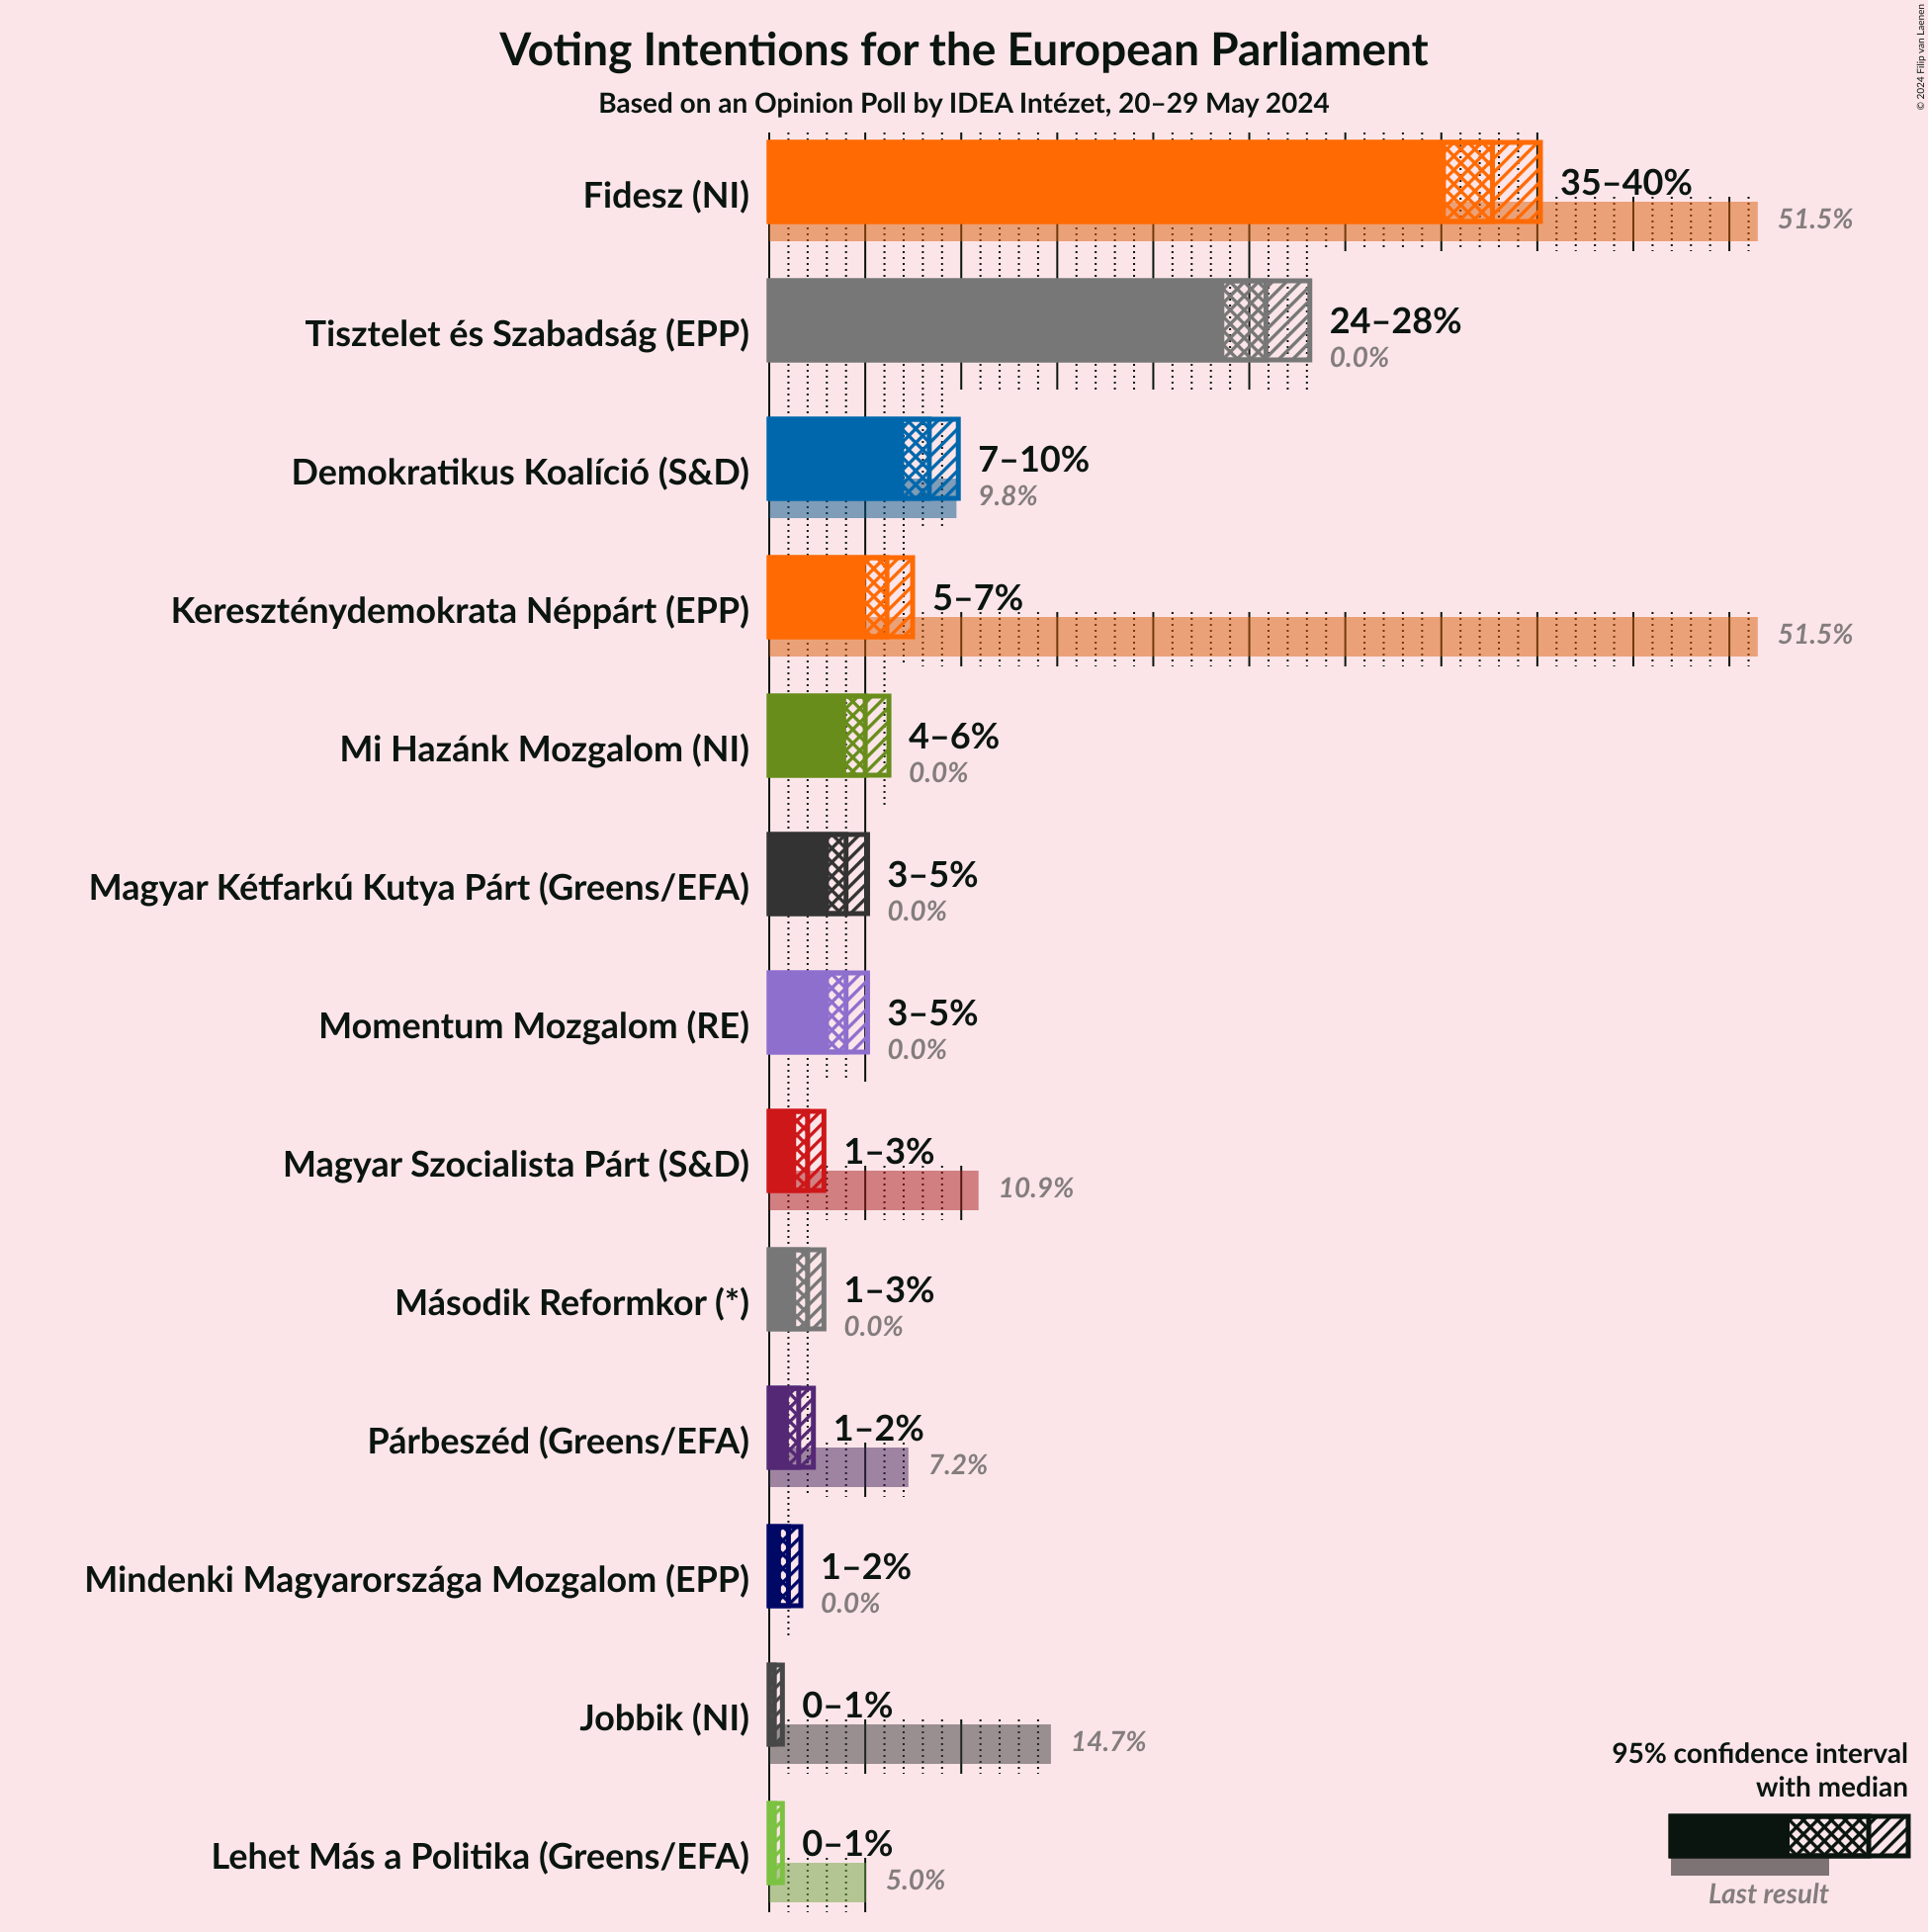 Voting Intentions for the European Parliament
Based on an Opinion Poll by IDEA Intézet, 20–29 May 2024
© 2024 Filip van Laenen
Fidesz (NI)
35–40%
51.5%
Tisztelet és Szabadság (EPP)
24–28%
0.0%
Demokratikus Koalíció (S&D)
7–10%
9.8%
Kereszténydemokrata Néppárt (EPP)
5–7%
51.5%
Mi Hazánk Mozgalom (NI)
4–6%
0.0%
Magyar Kétfarkú Kutya Párt (Greens/EFA)
3–5%
0.0%
Momentum Mozgalom (RE)
3–5%
0.0%
Magyar Szocialista Párt (S&D)
1–3%
10.9%
Második Reformkor (*)
1–3%
0.0%
Párbeszéd (Greens/EFA)
1–2%
7.2%
Mindenki Magyarországa Mozgalom (EPP)
1–2%
0.0%
Jobbik (NI)
0–1%
14.7%
Lehet Más a Politika (Greens/EFA)
0–1%
5.0%
95% confidence interval
with median
Last result